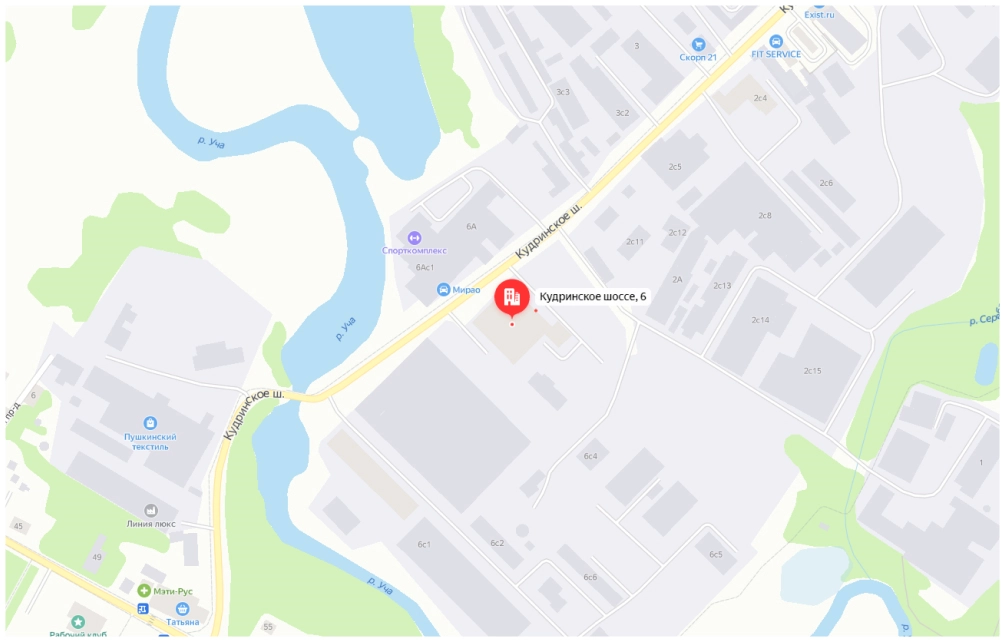 Exist.ru
FIT SERVICE
Скорп 21
3
3с3
3с2
2с4
р. Уча
2с5
2с6
6А
Кудринское ш.
2с8
2с12
2с11
Спорткомплекс
6Ас1
2А
2с13
Мирао
Кудринское шоссе, 6
р. Уча
2с14
2с15
6
Кудринское ш.
пр-д
Пушкинский
текстиль
6с4
1
Линия люкс
45
49
6с1
6с2
6с5
6с6
р. Уча
Мэти-Рус
Татьяна
Рабочий клуб
55